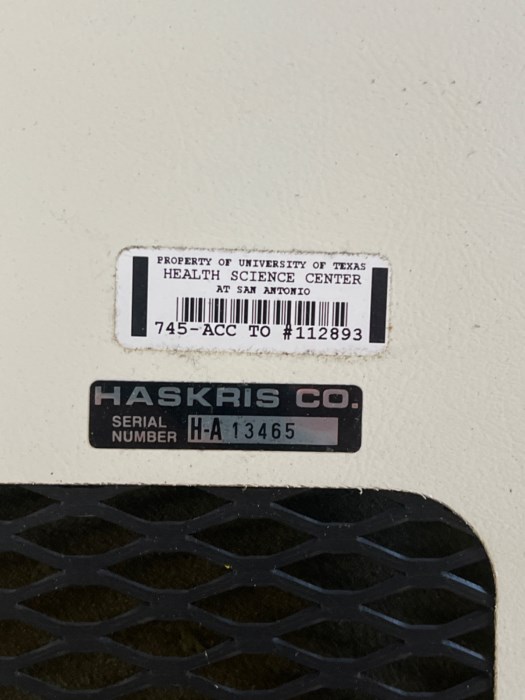 PROPERTY OF UNIVERSITY OF TEXAS
HEALTH SCIENCE CENTER
AT SAN ANTONIO
745-ACC TO #112893
HASKRIS CO.
SERIAL
NUMBER H-A 13465